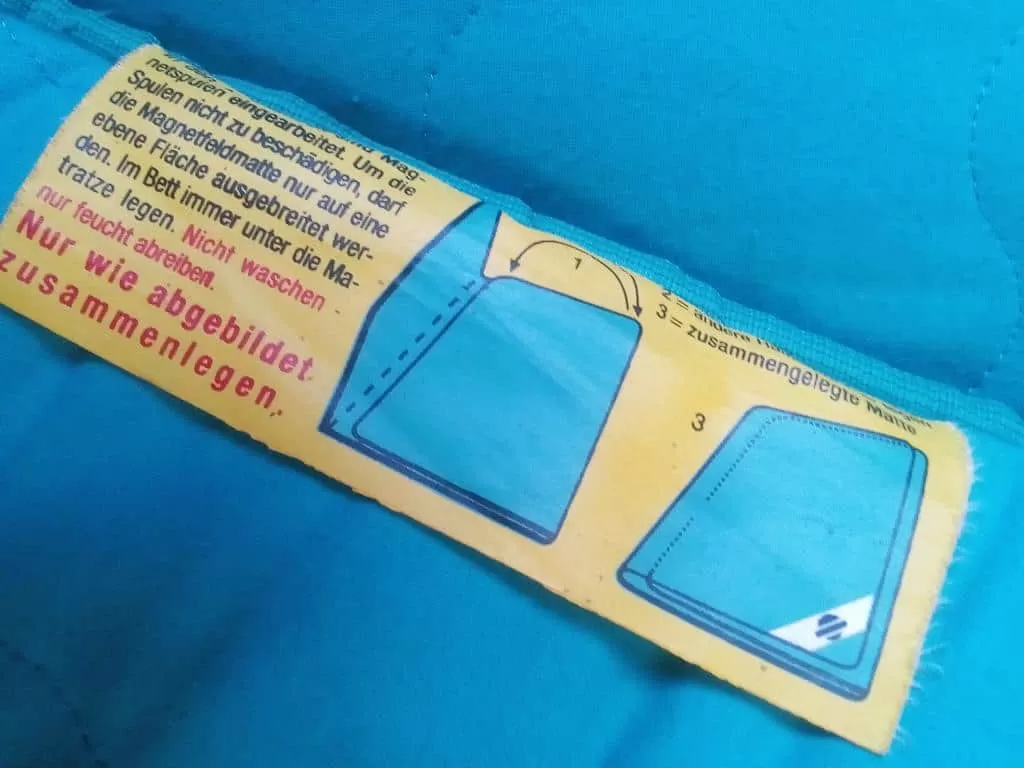 netspulen eingearbeitet. Um die
Spulen nicht zu beschädigen, darf
die Magnetfeldmatte nur auf eine
ebene Fläche ausgebreitet wer-
den. Im Bett immer unter die Ma-
tratze legen. Nicht waschen
nur feucht abreiben.
Nur wie abgebildet
zusammenlegen.
1
2 = andere
3 = zusammengelegte Matte
3